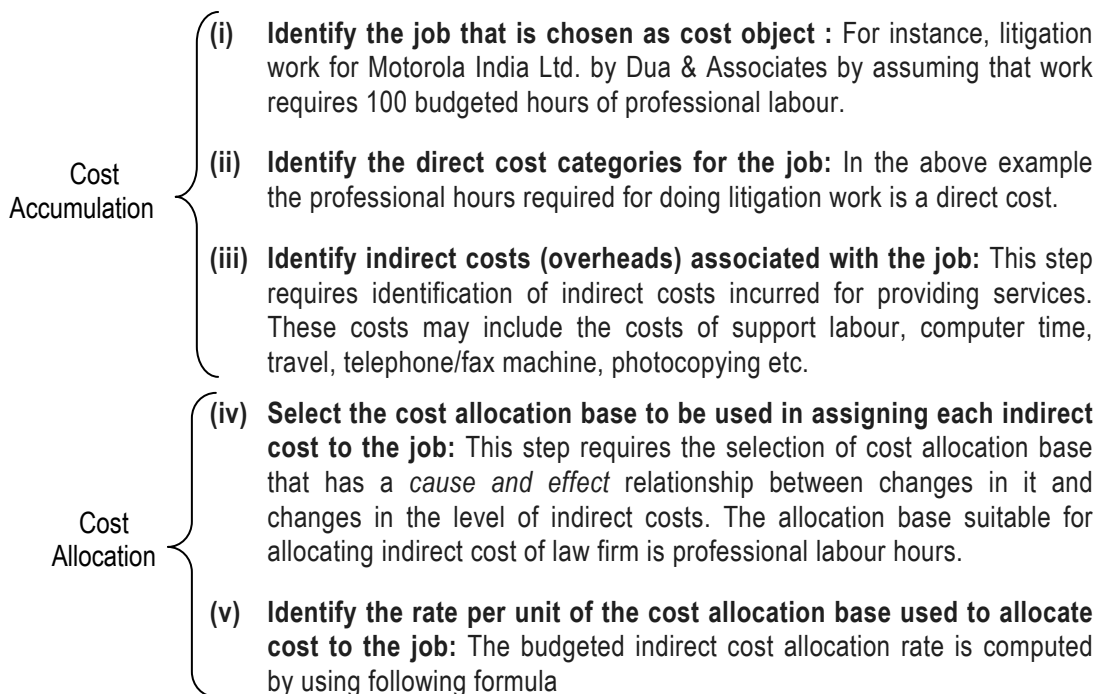 (i) Identify the job that is chosen as cost object : For instance, litigation
work for Motorola India Ltd. by Dua & Associates by assuming that work
requires 100 budgeted hours of professional labour.
Cost
Accumulation
(ii) Identify the direct cost categories for the job: In the above example
the professional hours required for doing litigation work is a direct cost.
(iii) Identify indirect costs (overheads) associated with the job: This step
requires identification of indirect costs incurred for providing services.
These costs may include the costs of support labour, computer time,
travel, telephone/fax machine, photocopying etc.
(iv) Select the cost allocation base to be used in assigning each indirect
cost to the job: This step requires the selection of cost allocation base
that has a cause and effect relationship between changes in it and
changes in the level of indirect costs. The allocation base suitable for
allocating indirect cost of law firm is professional labour hours.
Cost
Allocation
(v) Identify the rate per unit of the cost allocation base used to allocate
cost to the job: The budgeted indirect cost allocation rate is computed
by using following formula